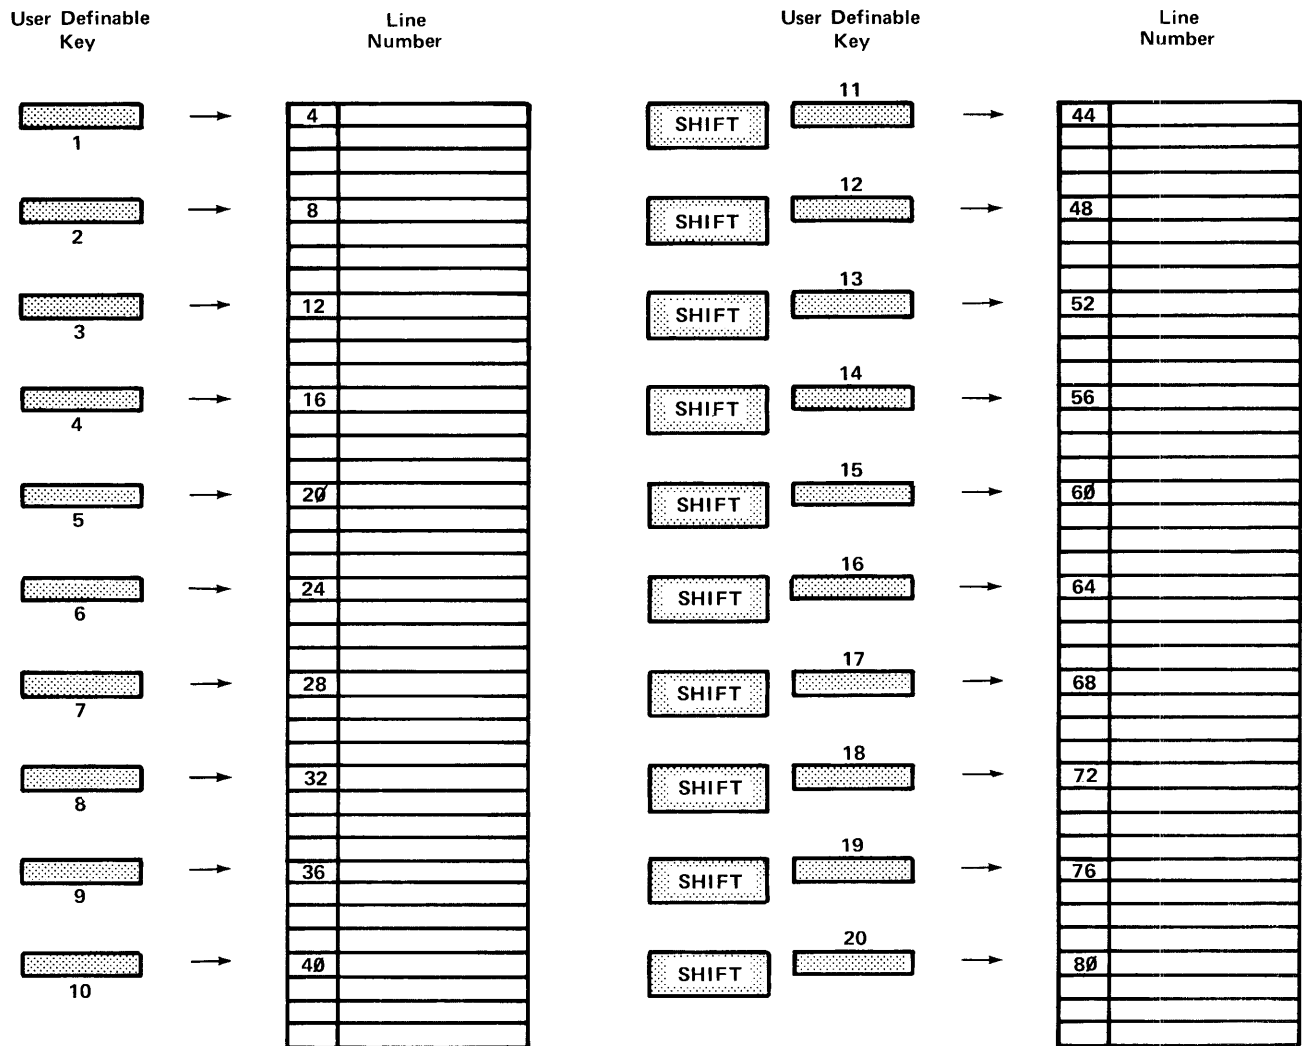 User Definable
Key
Line
Number
4
1
8
2
12
3
16
4
20
5
24
6
28
7
32
8
36
9
40
10
User Definable
Key
Line
Number
11
SHIFT
44
12
SHIFT
48
13
SHIFT
52
14
SHIFT
56
15
SHIFT
60
16
SHIFT
64
17
SHIFT
68
18
SHIFT
72
19
SHIFT
76
20
SHIFT
80